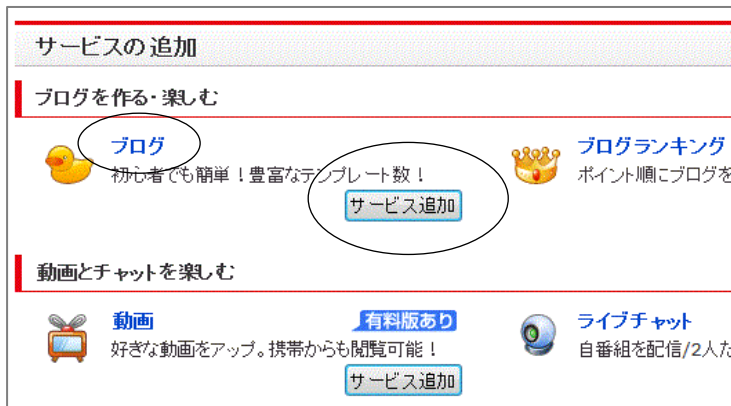 サービスの追加
ブログを作る・楽しむ
ブログ
初心者でも簡単！豊富なテンプレート数！
サービス追加
ブログランキング
ポイント順にブログを
動画とチャットを楽しむ
動画 有料版あり
好きな動画をアップ。携帯からも閲覧可能！
サービス追加
ライブチャット
自番組を配信/2人た